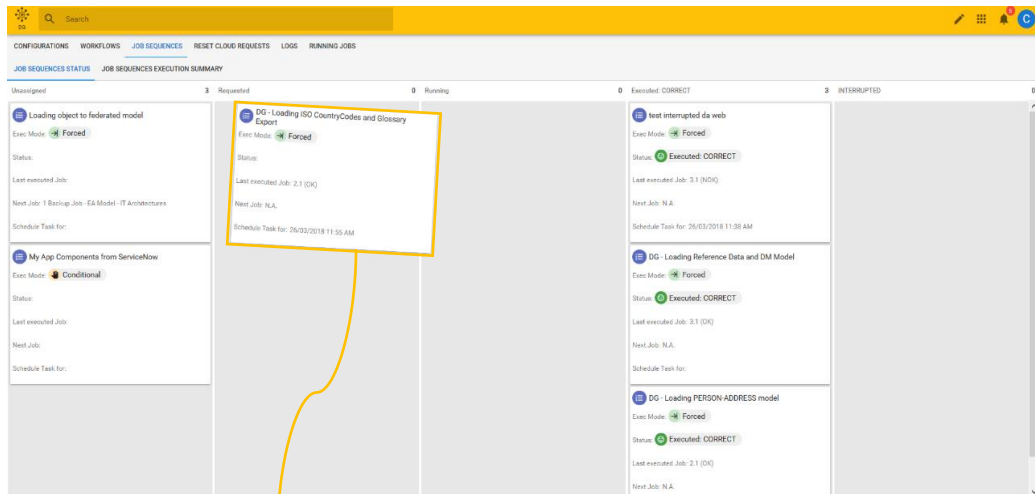 DG
Search
5
C
CONFIGURATIONS WORKFLOWS JOB SEQUENCES RESET CLOUD REQUESTS LOGS RUNNING JOBS
JOB SEQUENCES STATUS JOB SEQUENCES EXECUTION SUMMARY
Unassigned 3 Requested 0 Running 0 Executed: CORRECT 3 INTERRUPTED 0
Loading object to federated model
Exec Mode: Forced
Status:
Last executed Job:
Next Job: 1 Backup Job - EA Model - IT Architectures
Schedule Task for:
My App Components from ServiceNow
Exec Mode: Conditional
Status:
Last executed Job:
Next Job:
Schedule Task for:
DG - Loading ISO CountryCodes and Glossary
Export
Exec Mode: Forced
Status:
Last executed Job: 2.1 (OK)
Next Job: N.A.
Schedule Task for: 26/03/2018 11:55 AM
test interrupted da web
Exec Mode: Forced
Status: Executed: CORRECT
Last executed Job: 3.1 (NOK)
Next Job: N.A.
Schedule Task for: 26/03/2018 11:38 AM
DG - Loading Reference Data and DM Model
Exec Mode: Forced
Status: Executed: CORRECT
Last executed Job: 3.1 (OK)
Next Job: N.A.
Schedule Task for:
DG - Loading PERSON-ADDRESS model
Exec Mode: Forced
Status: Executed: CORRECT
Last executed Job: 2.1 (OK)
Next Job: N.A.